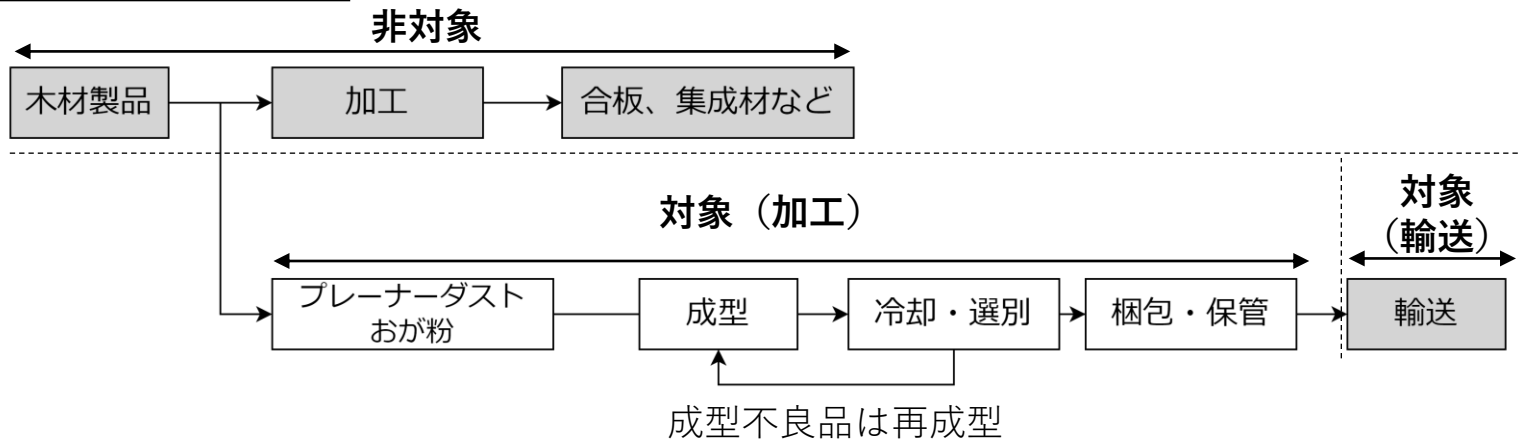 非対象
木材製品
加工
合板、集成材など
対象（加工）
対象
（輸送）
プレーナーダスト
おが粉
成型
冷却・選別
梱包・保管
輸送
成型不良品は再成型